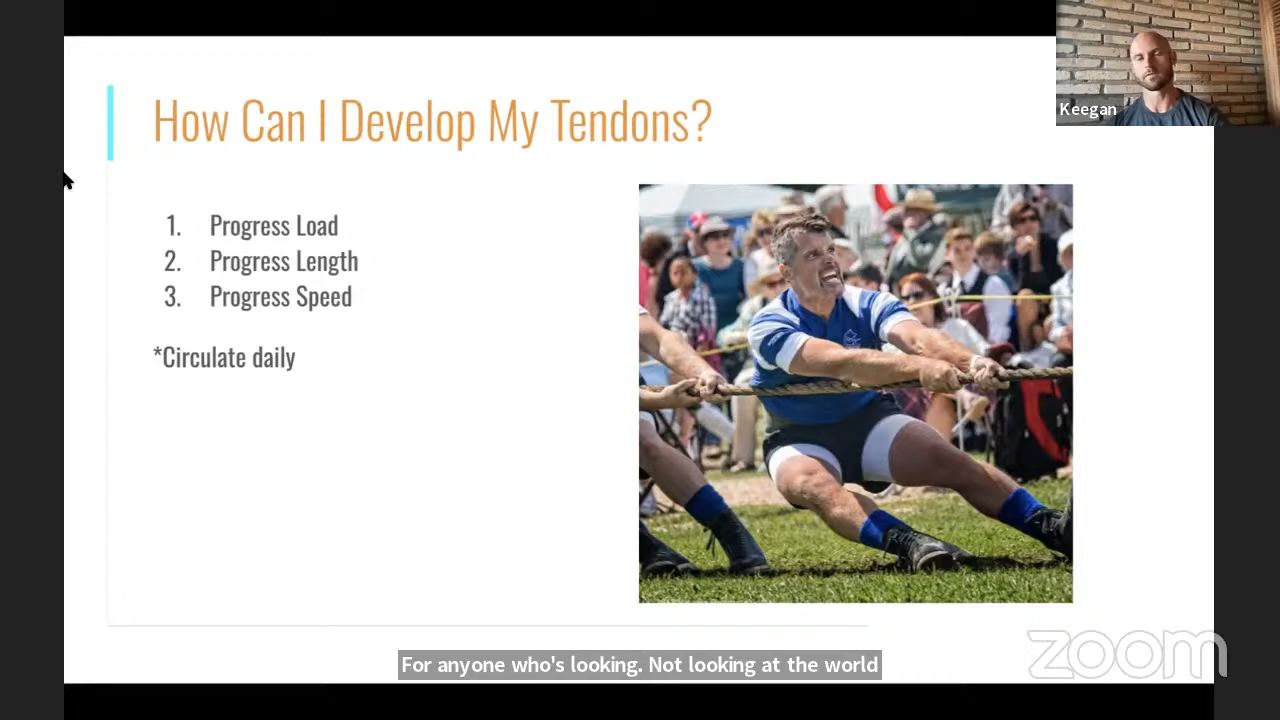 How Can I Develop My Tendons?
Keegan
1. Progress Load
2. Progress Length
3. Progress Speed
*Circulate daily
For anyone who's looking. Not looking at the world
zoom